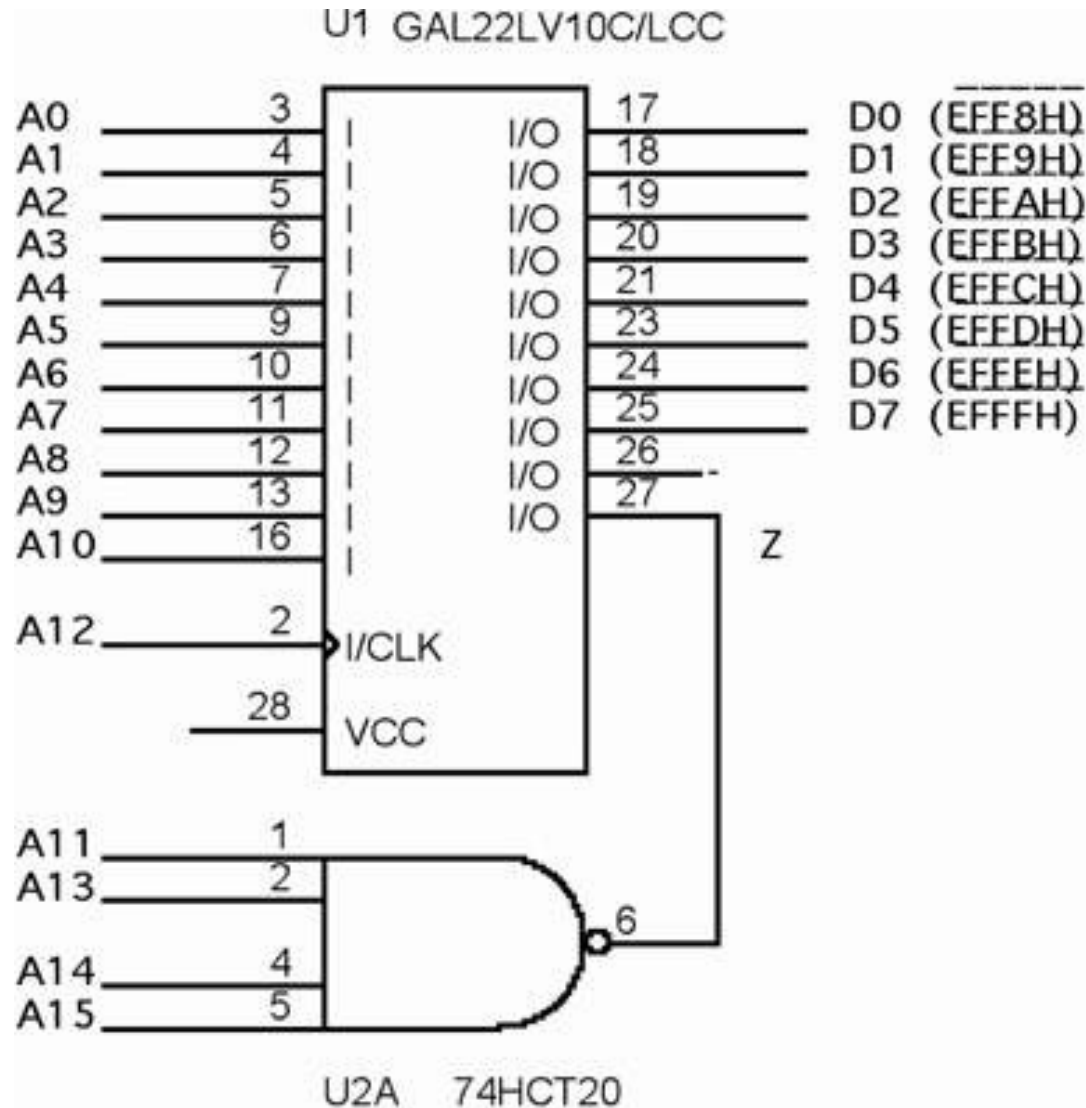 U1 GAL22LV10C/LCC
A0 3 I I/O 17 D0 (EFF8H)
A1 4 I I/O 18 D1 (EFF9H)
A2 5 I I/O 19 D2 (EFFAH)
A3 6 I I/O 20 D3 (EFFBH)
A4 7 I I/O 21 D4 (EFFCH)
A5 9 I I/O 23 D5 (EFFDH)
A6 10 I I/O 24 D6 (EFFEH)
A7 11 I I/O 25 D7 (EFFFH)
A8 12 I I/O 26
A9 13 I I/O 27
A10 16 I Z
A12 2 I/CLK
28 VCC
A11 1
A13 2
6
A14 4
A15 5
U2A 74HCT20